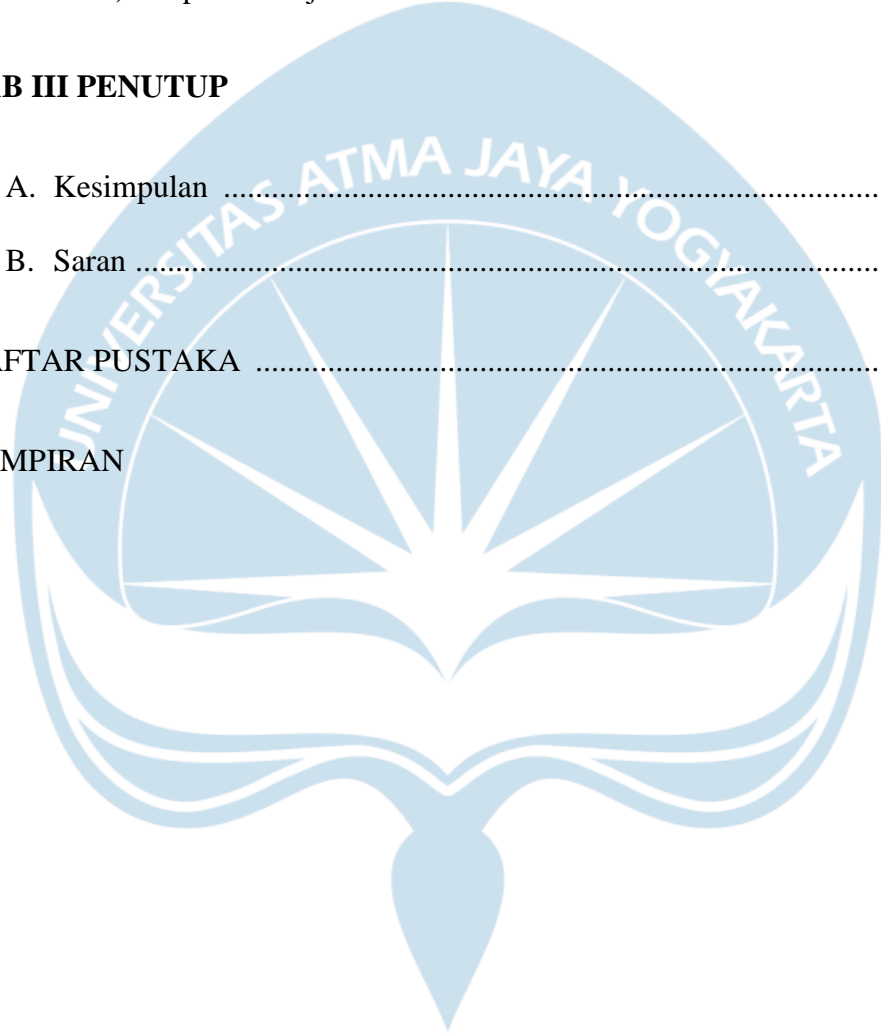 B III PENUTUP
UNIVERSITAS ATMA JAYA YOGYAKARTA
A. Kesimpulan ................................................................................
B. Saran ...........................................................................................
FTAR PUSTAKA ............................................................................
MPIRAN